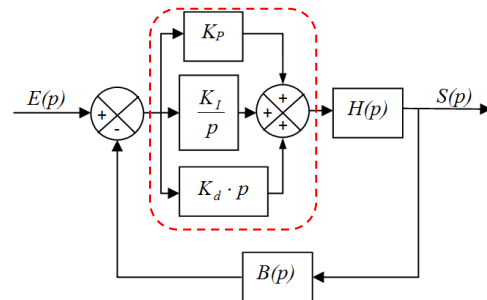 K_P
E(p)
+
-
K_I
p
+
+
+
H(p)
S(p)
K_d · p
B(p)